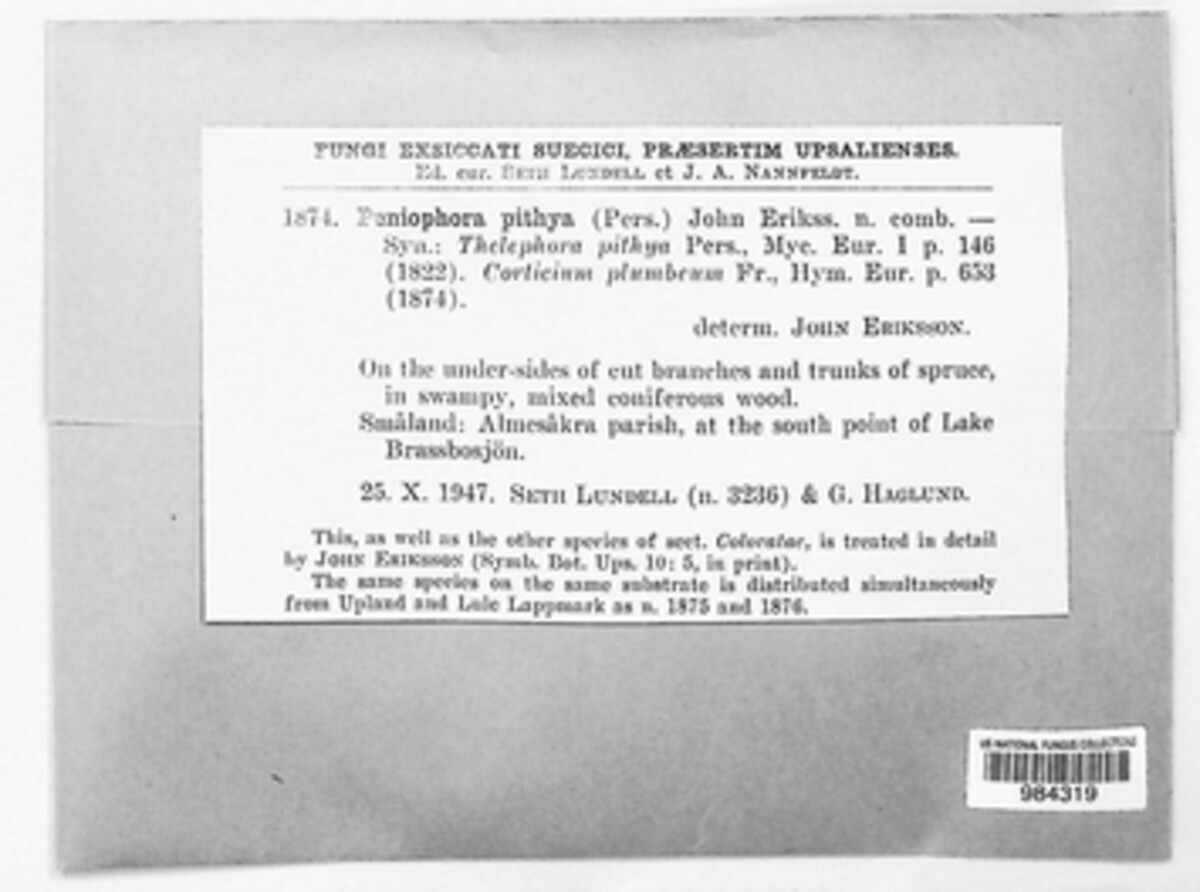 FUNGI EXSICCATI SUECICI, PRÆSERTIM UPSALIENSES.
Ed. cur. SETH LUNDELL et J. A. NANNFELDT.
1874. Peniophora pithya (Pers.) John Erikss. n. comb. —
Syn.: Thelephora pithya Pers., Myc. Eur. I p. 146
(1822). Corticium plumbeum Fr., Hym. Eur. p. 653
(1874).
determ. JOHN ERIKSSON.
On the under-sides of cut branches and trunks of spruce,
in swampy, mixed coniferous wood.
Småland: Almesåkra parish, at the south point of Lake
Brassbosjön.
25. X. 1947. SETH LUNDELL (n. 3236) & G. HAGLUND.
This, as well as the other species of sect. Coloratae, is treated in detail
by JOHN ERIKSSON (Symb. Bot. Ups. 10: 5, in print).
The same species on the same substrate is distributed simultaneously
from Upland and Lule Lappmark as n. 1875 and 1876.
US NATIONAL FUNGUS COLLECTIONS
984319